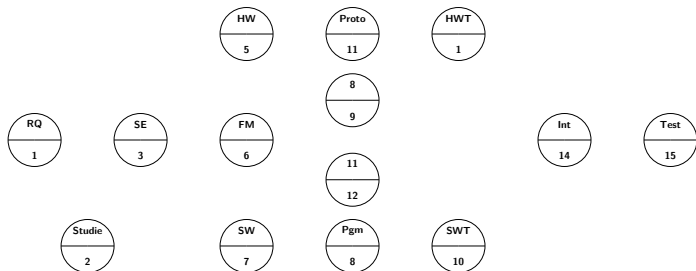 HW Proto HWT
5 11 1
8
9
RQ SE FM Int Test
1 3 6 14 15
11
12
Studie SW Pgm SWT
2 7 8 10